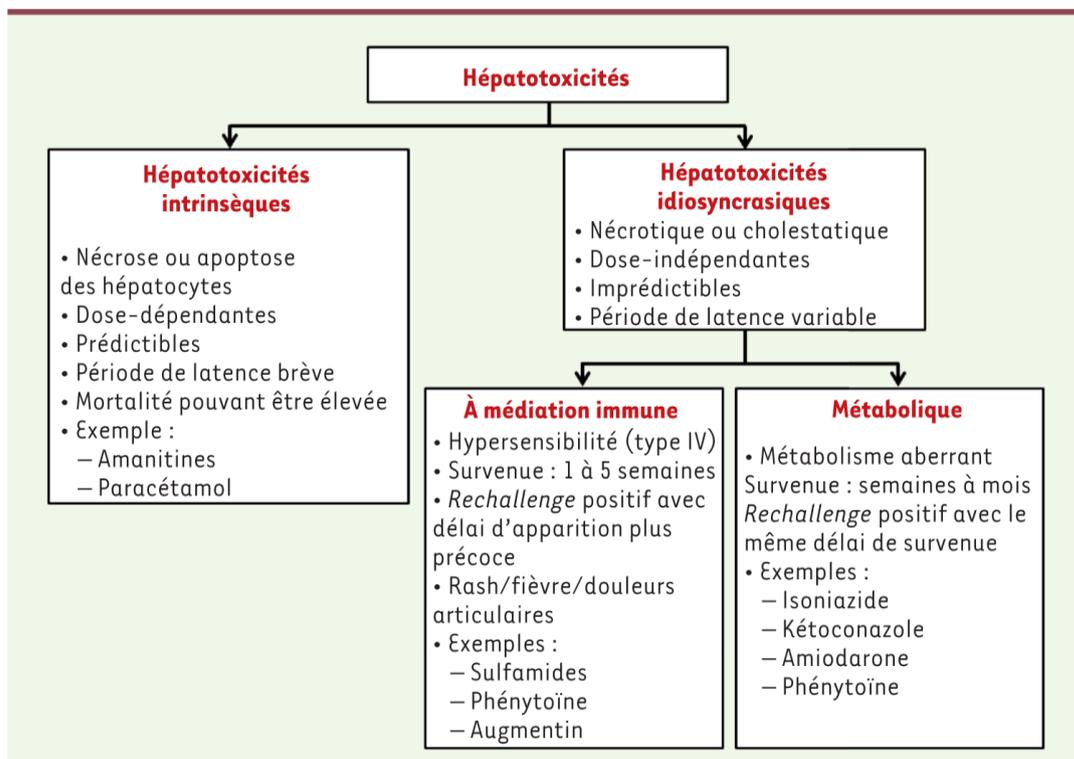 Hépatotoxicités
Hépatotoxicités
intrinsèques
• Nécrose ou apoptose
des hépatocytes
• Dose-dépendantes
• Prédictibles
• Période de latence brève
• Mortalité pouvant être élevée
• Exemple :
– Amanitines
– Paracétamol
Hépatotoxicités
idiosyncrasiques
• Nécrotique ou cholestatique
• Dose-indépendantes
• Imprédictibles
• Période de latence variable
À médiation immune
• Hypersensibilité (type IV)
• Survenue : 1 à 5 semaines
• Rechallenge positif avec
délai d’apparition plus
précoce
• Rash/fièvre/douleurs
articulaires
• Exemples :
– Sulfamides
– Phénytoïne
– Augmentin
Métabolique
• Métabolisme aberrant
Survenue : semaines à mois
Rechallenge positif avec le
même délai de survenue
• Exemples :
– Isoniazide
– Kétoconazole
– Amiodarone
– Phénytoïne